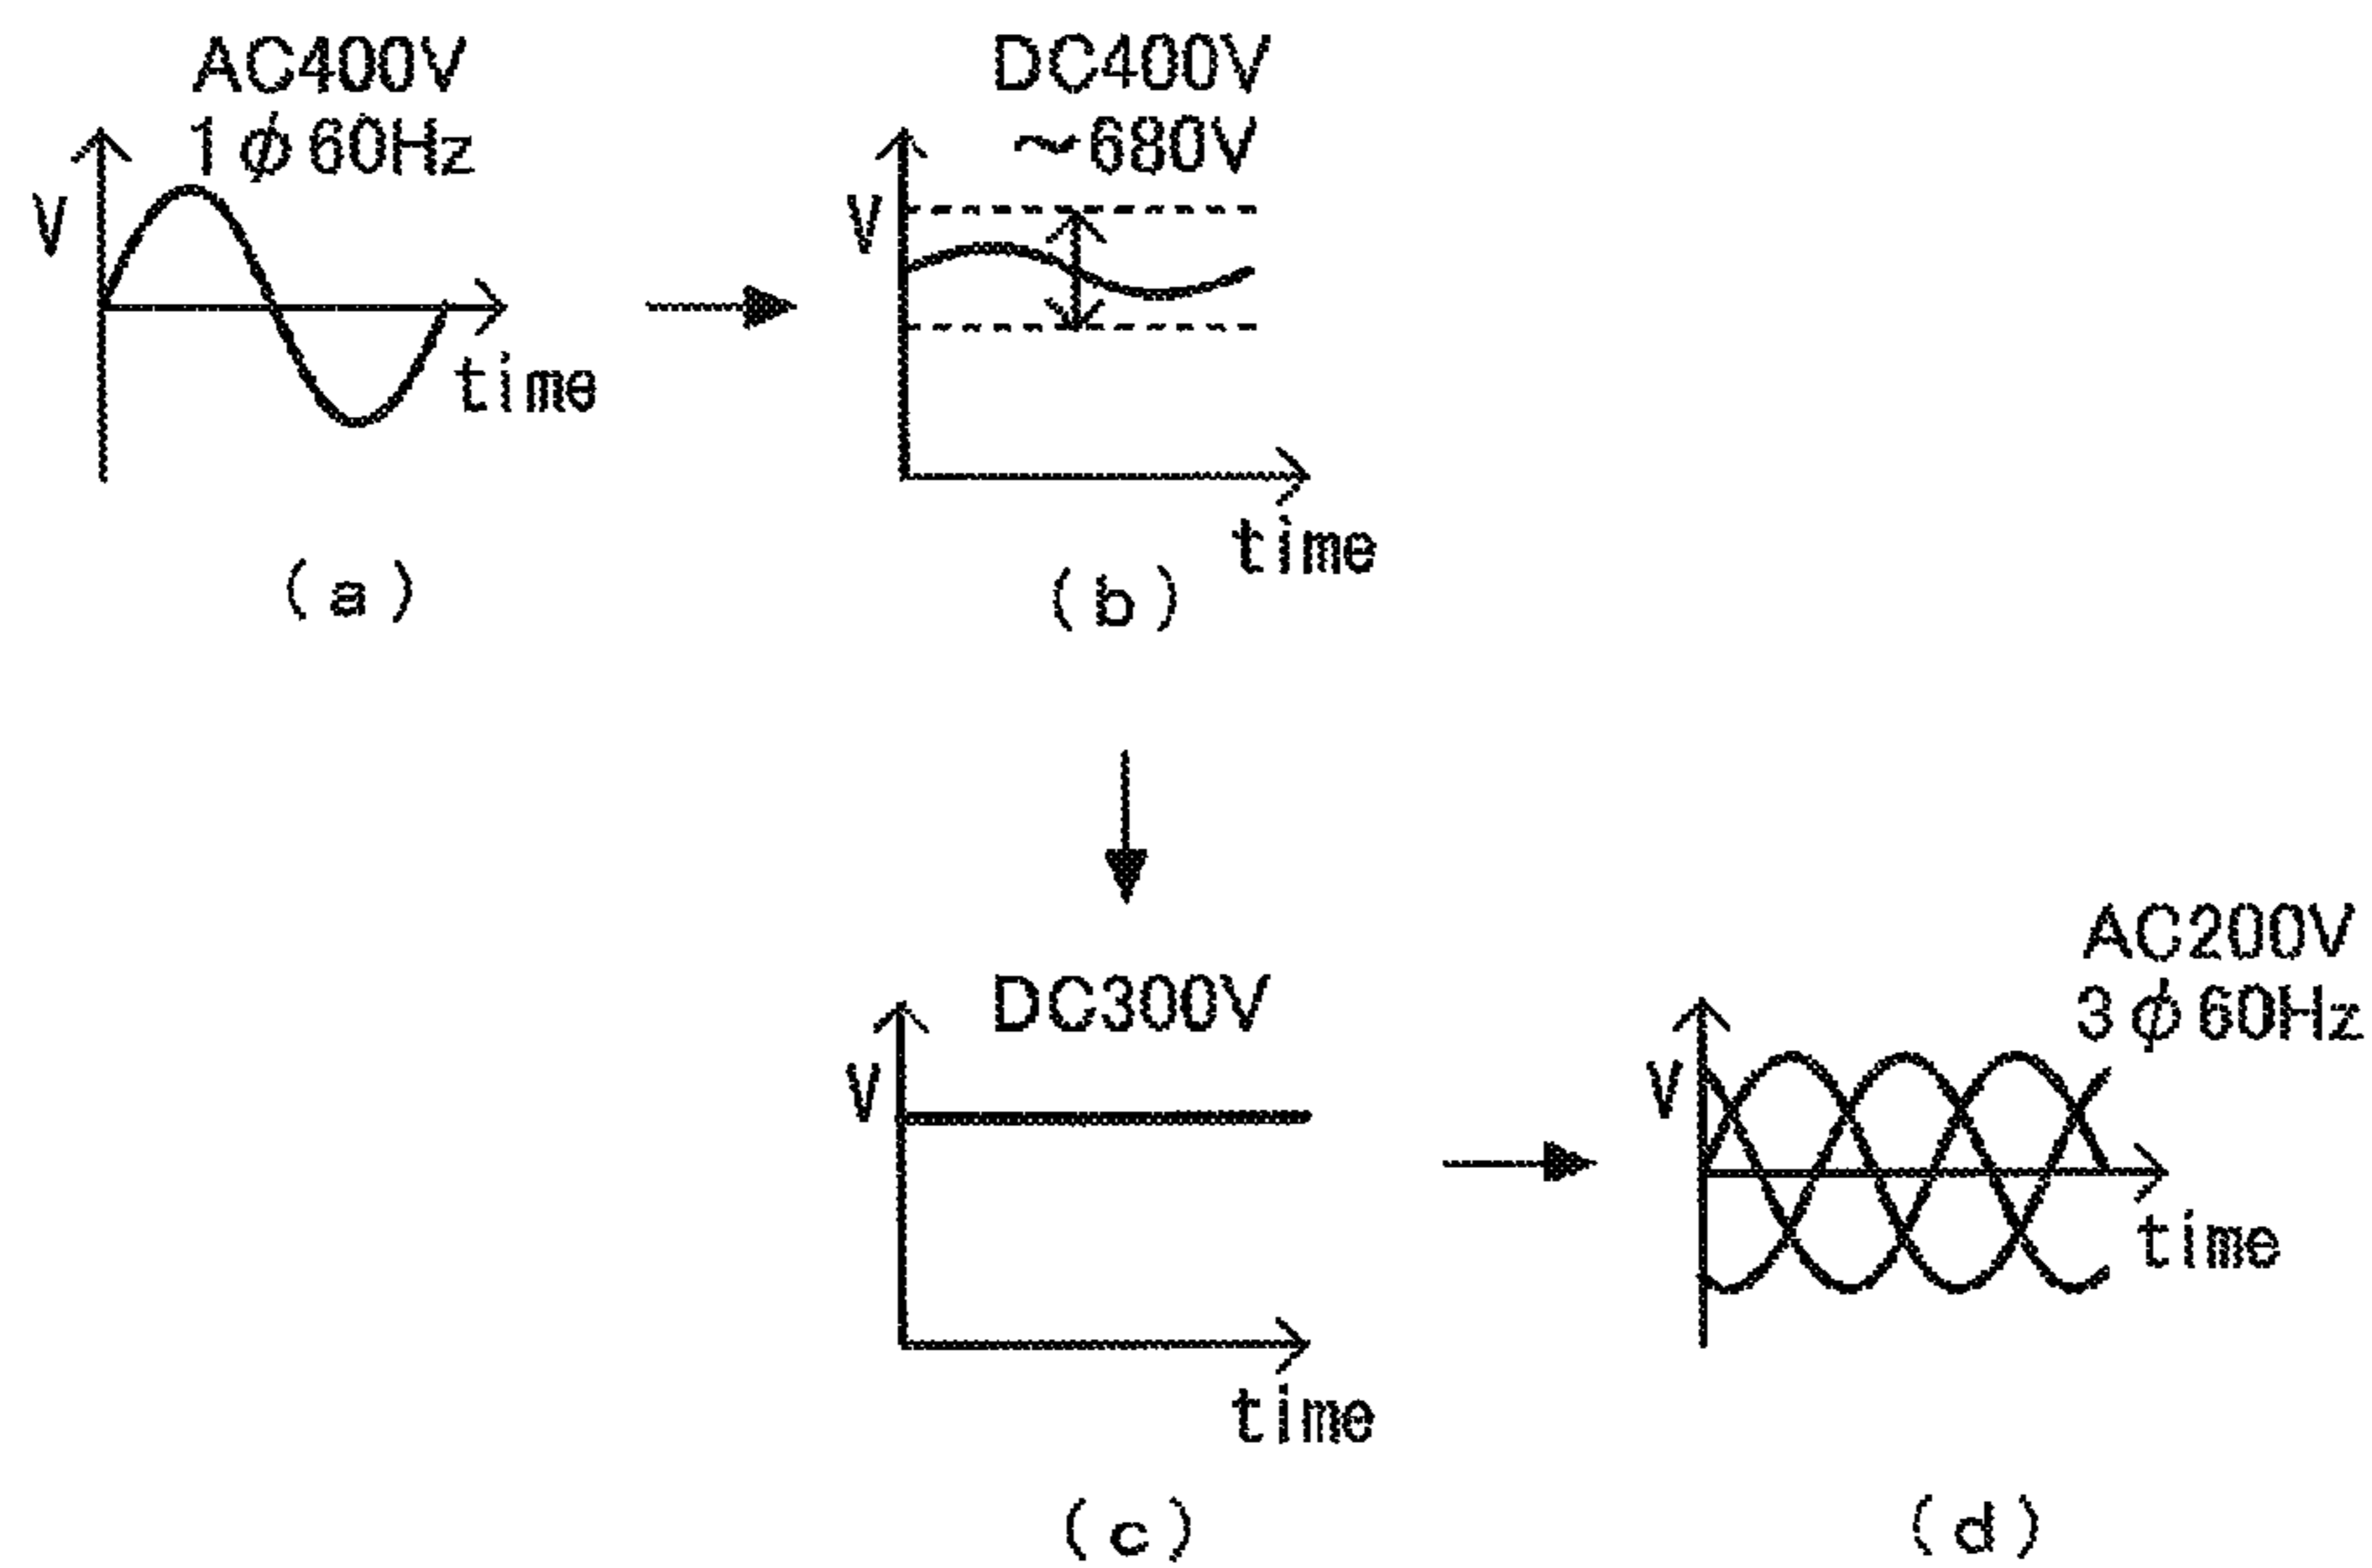 AC400V
1φ60Hz
V
time
(a)
DC400V
~680V
V
time
(b)
DC300V
V
time
(c)
AC200V
3φ60Hz
V
time
(d)